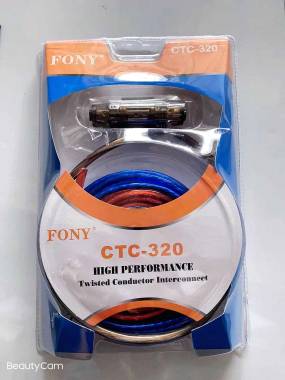 FONY®
CTC-320
FONY®
CTC-320
HIGH PERFORMANCE
Twisted Conductor Interconnect
BeautyCam